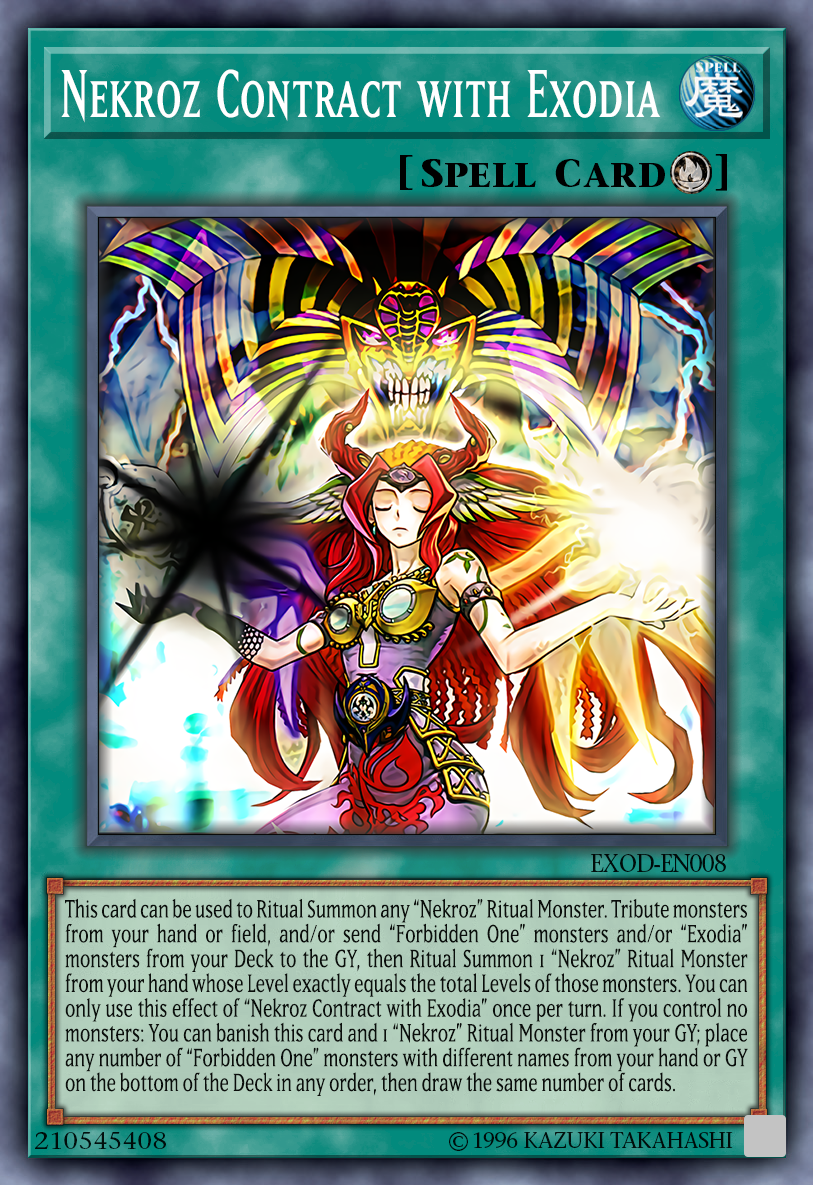 Nekroz Contract with Exodia
SPELL
魔
[Spell Card]
EXOD-EN008
This card can be used to Ritual Summon any “Nekroz” Ritual Monster. Tribute monsters
from your hand or field, and/or send “Forbidden One” monsters and/or “Exodia”
monsters from your Deck to the GY, then Ritual Summon 1 “Nekroz” Ritual Monster
from your hand whose Level exactly equals the total Levels of those monsters. You can
only use this effect of “Nekroz Contract with Exodia” once per turn. If you control no
monsters: You can banish this card and 1 “Nekroz” Ritual Monster from your GY; place
any number of “Forbidden One” monsters with different names from your hand or GY
on the bottom of the Deck in any order, then draw the same number of cards.
210545408
© 1996 KAZUKI TAKAHASHI